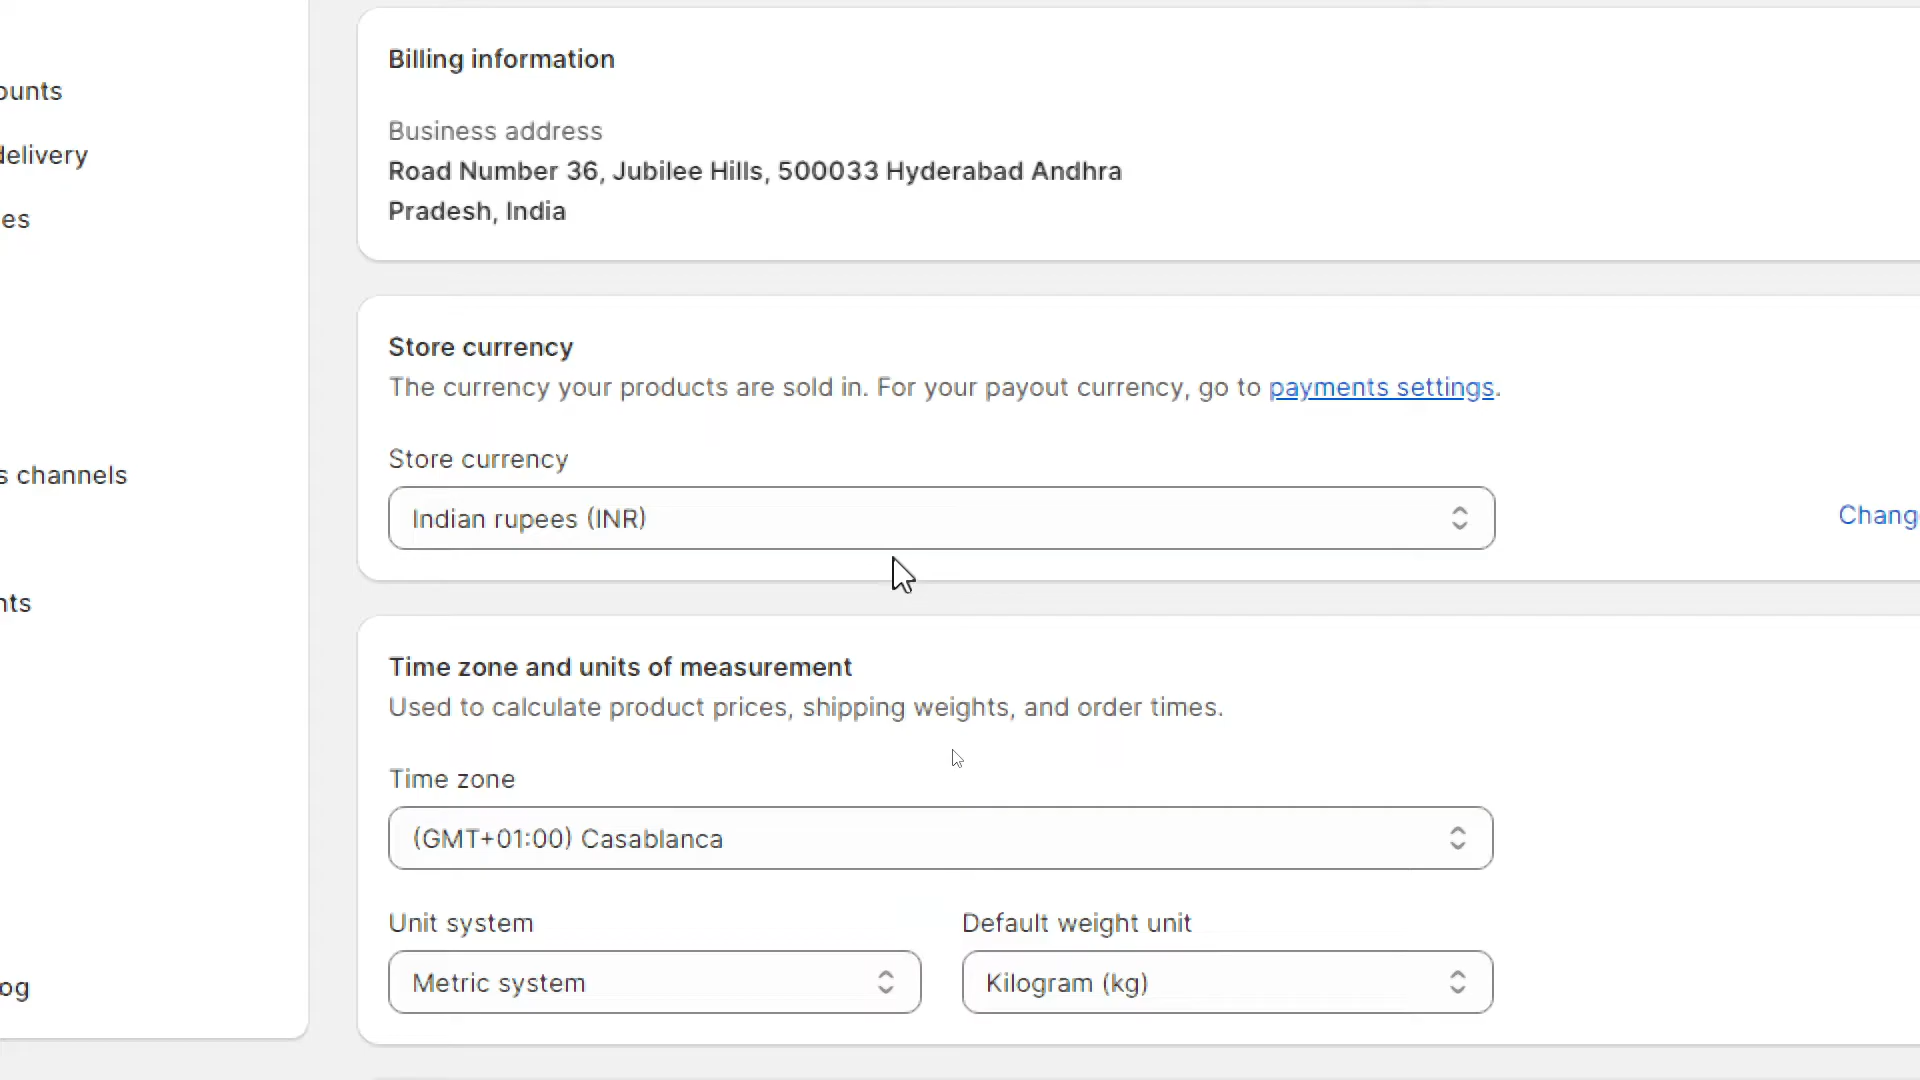 Billing information
ounts
Business address
delivery
Road Number 36, Jubilee Hills, 500033 Hyderabad Andhra
Pradesh, India
es
Store currency
The currency your products are sold in. For your payout currency, go to payments settings.
Store currency
s channels
Indian rupees (INR)
Chang
nts
Time zone and units of measurement
Used to calculate product prices, shipping weights, and order times.
Time zone
(GMT+01:00) Casablanca
Unit system
Default weight unit
Metric system
Kilogram (kg)
og